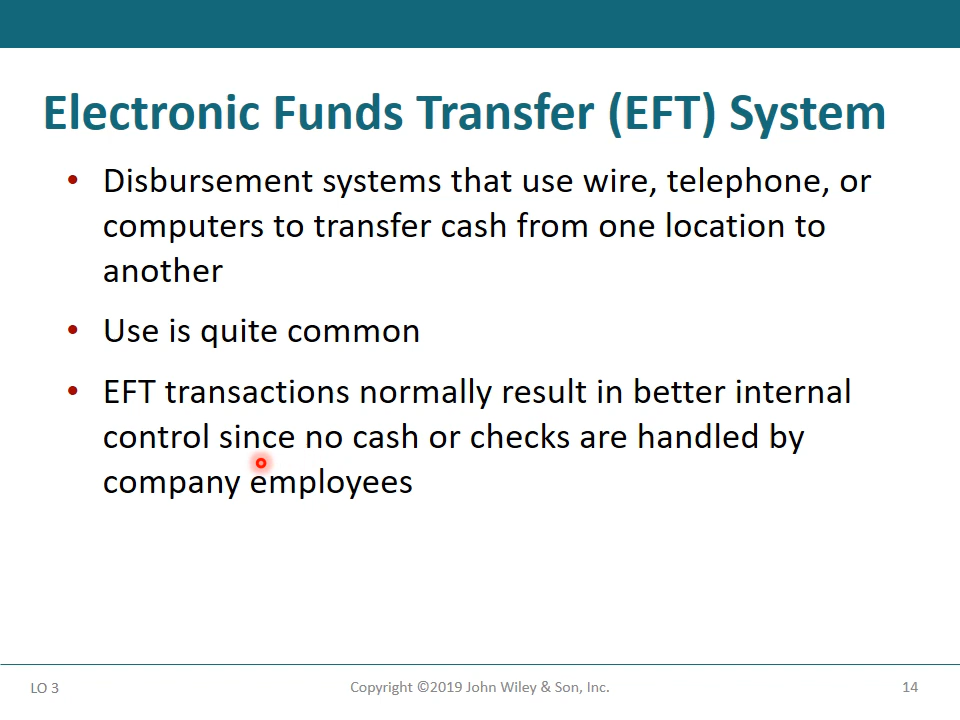 Electronic Funds Transfer (EFT) System
• Disbursement systems that use wire, telephone, or
computers to transfer cash from one location to
another
• Use is quite common
• EFT transactions normally result in better internal
control since no cash or checks are handled by
company employees
LO 3
Copyright ©2019 John Wiley & Son, Inc.
14